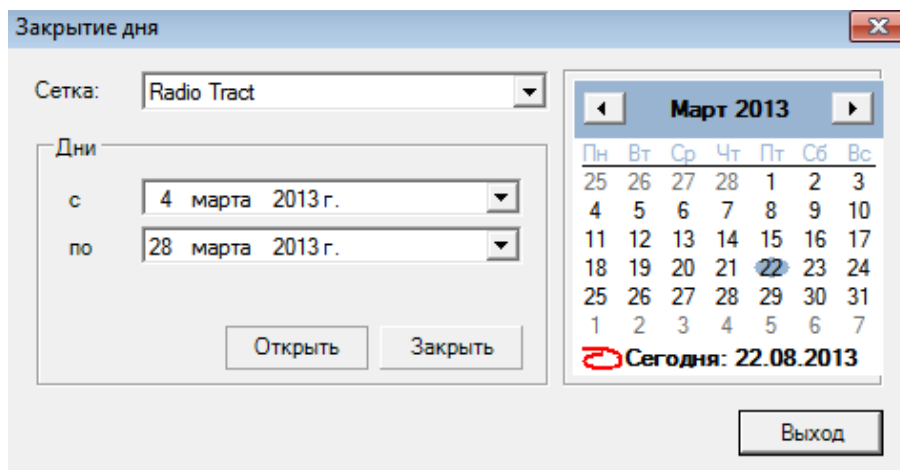 Закрытие дня
Сетка: Radio Tract
Дни
с 4 марта 2013 г.
по 28 марта 2013 г.
Открыть Закрыть
Март 2013
Пн Вт Ср Чт Пт Сб Вс
25 26 27 28 1 2 3
4 5 6 7 8 9 10
11 12 13 14 15 16 17
18 19 20 21 22 23 24
25 26 27 28 29 30 31
1 2 3 4 5 6 7
Сегодня: 22.08.2013
Выход